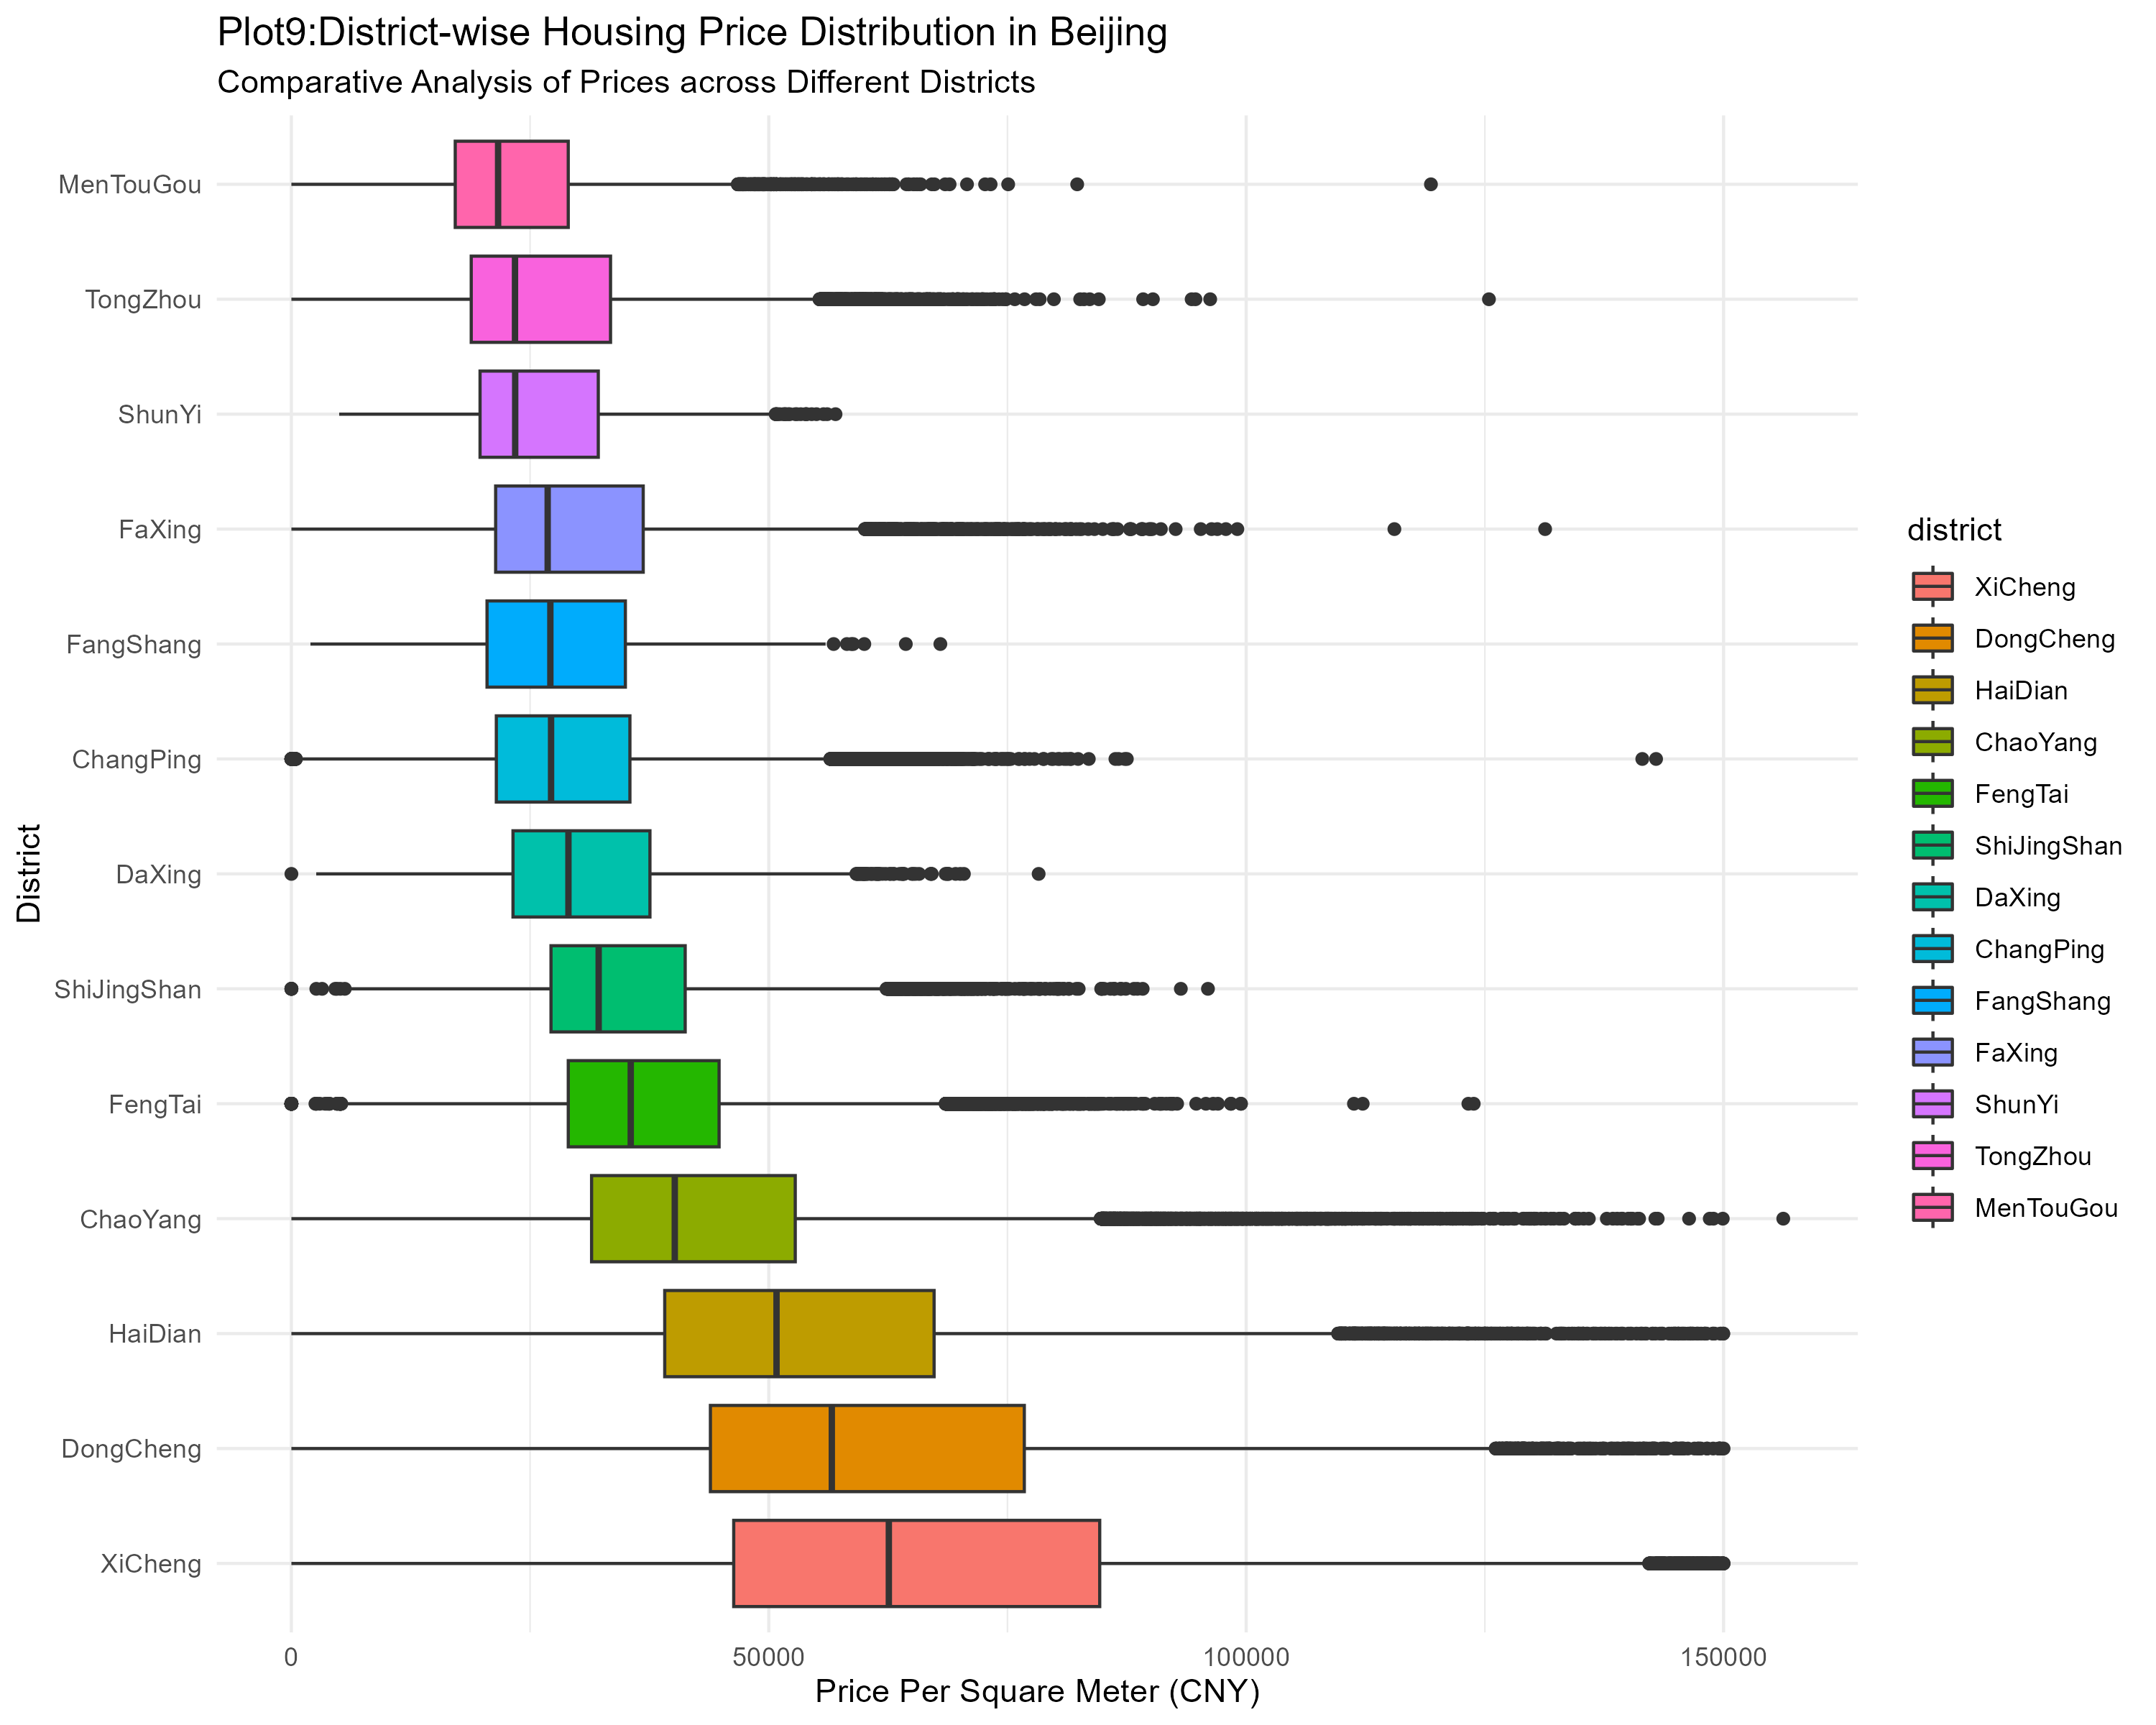 Plot9:District-wise Housing Price Distribution in Beijing
Comparative Analysis of Prices across Different Districts
District
MenTouGou
TongZhou
ShunYi
FaXing
FangShang
ChangPing
DaXing
ShiJingShan
FengTai
ChaoYang
HaiDian
DongCheng
XiCheng
0
50000
100000
150000
Price Per Square Meter (CNY)
district
XiCheng
DongCheng
HaiDian
ChaoYang
FengTai
ShiJingShan
DaXing
ChangPing
FangShang
FaXing
ShunYi
TongZhou
MenTouGou